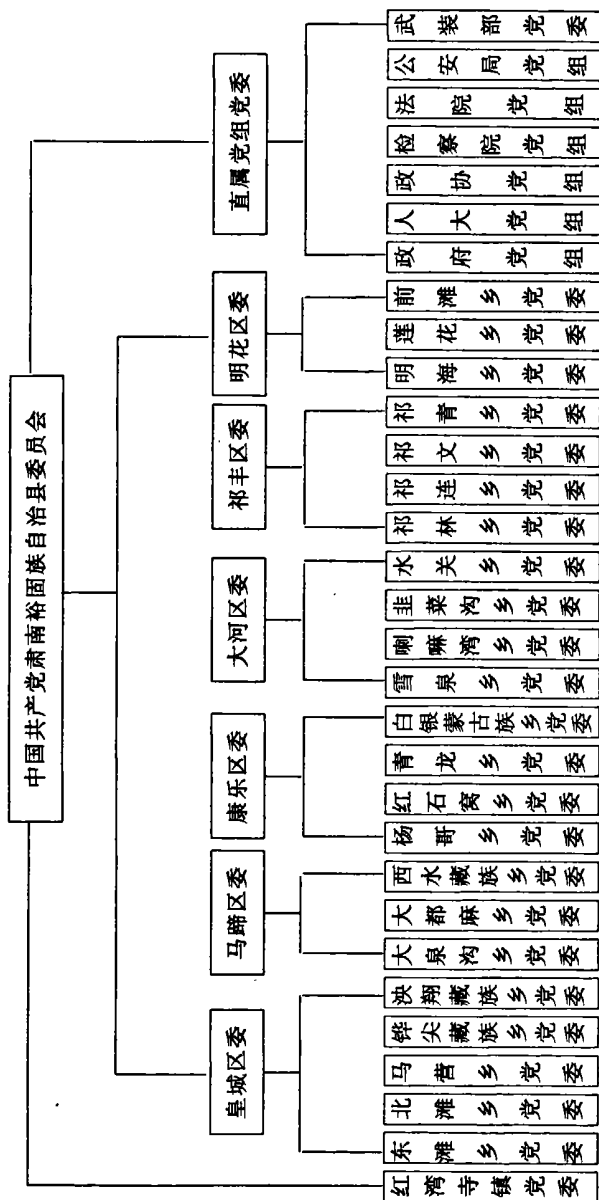 中国共产党肃南裕固族自治县委员会
皇城区委
马蹄区委
康乐区委
大河区委
祁丰区委
明花区委
直属党组党委
红湾寺镇党委
东滩乡党委
北滩乡党委
马营乡党委
铧尖藏族乡党委
泱翔藏族乡党委
大泉沟乡党委
大都麻乡党委
西水藏族乡党委
杨哥乡党委
红石窝乡党委
青龙乡党委
白银蒙古族乡党委
雪泉乡党委
喇嘛湾乡党委
韭菜沟乡党委
水关乡党委
祁林乡党委
祁连乡党委
祁文乡党委
祁青乡党委
明海乡党委
莲花乡党委
前滩乡党委
政府党组
人大党组
政协党组
检察院党组
法院党组
公安局党组
武装部党委